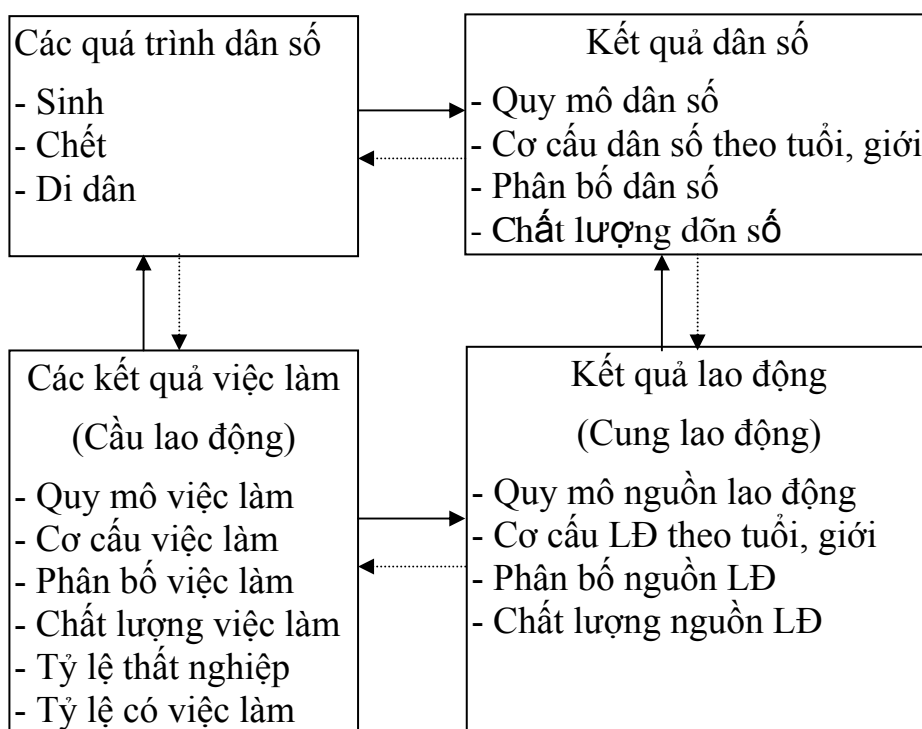 Các quá trình dân số
- Sinh
- Chết
- Di dân
Kết quả dân số
- Quy mô dân số
- Cơ cấu dân số theo tuổi, giới
- Phân bố dân số
- Chất lượng dõn số
Các kết quả việc làm
(Cầu lao động)
- Quy mô việc làm
- Cơ cấu việc làm
- Phân bố việc làm
- Chất lượng việc làm
- Tỷ lệ thất nghiệp
- Tỷ lệ có việc làm
Kết quả lao động
(Cung lao động)
- Quy mô nguồn lao động
- Cơ cấu LĐ theo tuổi, giới
- Phân bố nguồn LĐ
- Chất lượng nguồn LĐ